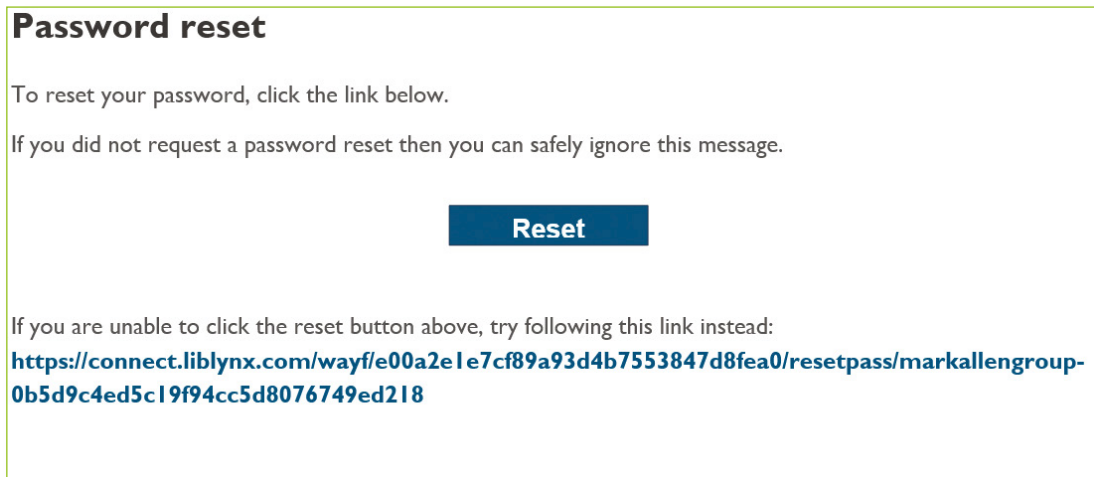 Password reset
To reset your password, click the link below.
If you did not request a password reset then you can safely ignore this message.
Reset
If you are unable to click the reset button above, try following this link instead:
https://connect.liblynx.com/wayf/e00a2e1e7cf89a93d4b7553847d8fea0/resetpass/markallengroup-
0b5d9c4ed5c19f94cc5d8076749ed218